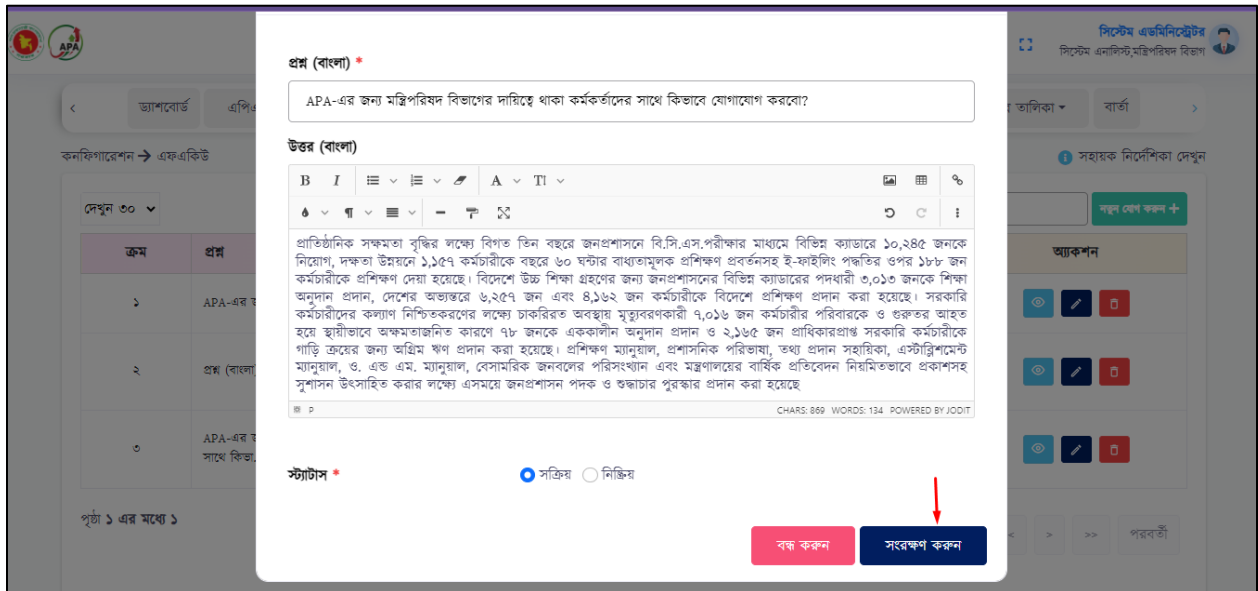 APA
সিস্টেম এডমিনিস্ট্রেটর
সিস্টেম এনালিস্ট,মন্ত্রিপরিষদ বিভাগ
ড্যাশবোর্ড
তালিকা
বার্তা
কনফিগারেশন → এফএকিউ
সহায়ক নির্দেশিকা দেখুন
দেখুন ৩০
নতুন যোগ করুন +
ক্রম
প্রশ্ন
অ্যাকশন
১
APA-এর
২
প্রশ্ন (বাংলা)
৩
APA-এর
সাথে কিভা
পৃষ্ঠা ১ এর মধ্যে ১
< > >> পরবর্তী
প্রশ্ন (বাংলা) *
APA-এর জন্য মন্ত্রিপরিষদ বিভাগের দায়িত্বে থাকা কর্মকর্তাদের সাথে কিভাবে যোগাযোগ করবো?
উত্তর (বাংলা)
প্রাতিষ্ঠানিক সক্ষমতা বৃদ্ধির লক্ষ্যে বিগত তিন বছরে জনপ্রশাসনে বি.সি.এস.পরীক্ষার মাধ্যমে বিভিন্ন ক্যাডারে ১০,২৪৫ জনকে
নিয়োগ, দক্ষতা উন্নয়নে ১,১৫৭ কর্মচারীকে বছরে ৬০ ঘন্টার বাধ্যতামূলক প্রশিক্ষণ প্রবর্তনসহ ই-ফাইলিং পদ্ধতির ওপর ১৮৮ জন
কর্মচারীকে প্রশিক্ষণ দেয়া হয়েছে। বিদেশে উচ্চ শিক্ষা গ্রহণের জন্য জনপ্রশাসনের বিভিন্ন ক্যাডারের পদধারী ৩,০১৩ জনকে শিক্ষা
অনুদান প্রদান, দেশের অভ্যন্তরে ৬,২৫৭ জন এবং ৪,১৬২ জন কর্মচারীকে বিদেশে প্রশিক্ষণ প্রদান করা হয়েছে। সরকারি
কর্মচারীদের কল্যাণ নিশ্চিতকরণের লক্ষ্যে চাকরিরত অবস্থায় মৃত্যুবরণকারী ৭,০১৬ জন কর্মচারীর পরিবারকে ও গুরুতর আহত
হয়ে স্থায়ীভাবে অক্ষমতাজনিত কারণে ৭৮ জনকে এককালীন অনুদান প্রদান ও ২,১৬৫ জন প্রাধিকারপ্রাপ্ত সরকারি কর্মচারীকে
গাড়ি ক্রয়ের জন্য অগ্রিম ঋণ প্রদান করা হয়েছে। প্রশিক্ষণ ম্যানুয়াল, প্রশাসনিক পরিভাষা, তথ্য প্রদান সহায়িকা, এস্টাব্লিশমেন্ট
ম্যানুয়াল, ও. এন্ড এম. ম্যানুয়াল, বেসামরিক জনবলের পরিসংখ্যান এবং মন্ত্রণালয়ের বার্ষিক প্রতিবেদন নিয়মিতভাবে প্রকাশসহ
সুশাসন উৎসাহিত করার লক্ষ্যে এসময়ে জনপ্রশাসন পদক ও শুদ্ধাচার পুরস্কার প্রদান করা হয়েছে
P
CHARS: 869 WORDS: 134 POWERED BY JODIT
স্ট্যাটাস *
সক্রিয়
নিষ্ক্রিয়
বন্ধ করুন
সংরক্ষণ করুন